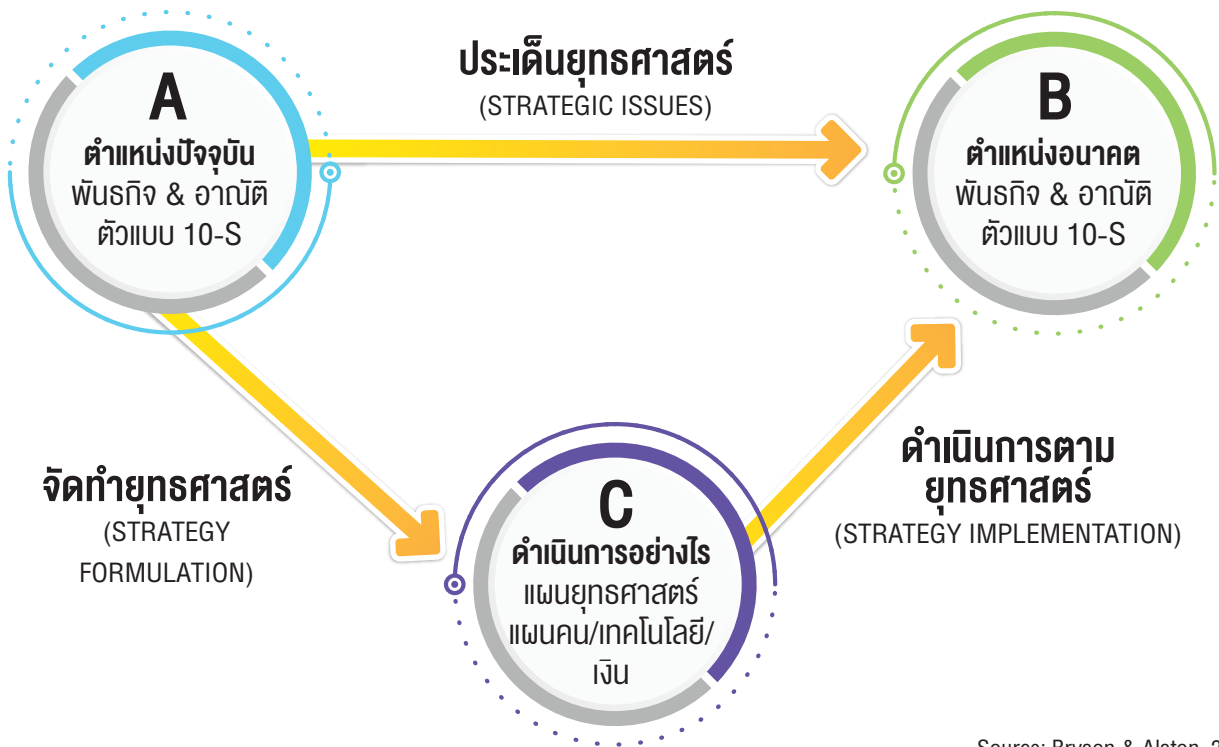 ประเด็นยุทธศาสตร์
(STRATEGIC ISSUES)
A
ตำแหน่งปัจจุบัน
พันธกิจ & อาณัติ
ตัวแบบ 10-S
B
ตำแหน่งอนาคต
พันธกิจ & อาณัติ
ตัวแบบ 10-S
จัดทำยุทธศาสตร์
(STRATEGY
FORMULATION)
C
ดำเนินการอย่างไร
แผนยุทธศาสตร์
แผนคน/เทคโนโลยี/
เงิน
ดำเนินการตาม
ยุทธศาสตร์
(STRATEGY IMPLEMENTATION)
Source: Bryson & Alston, 2